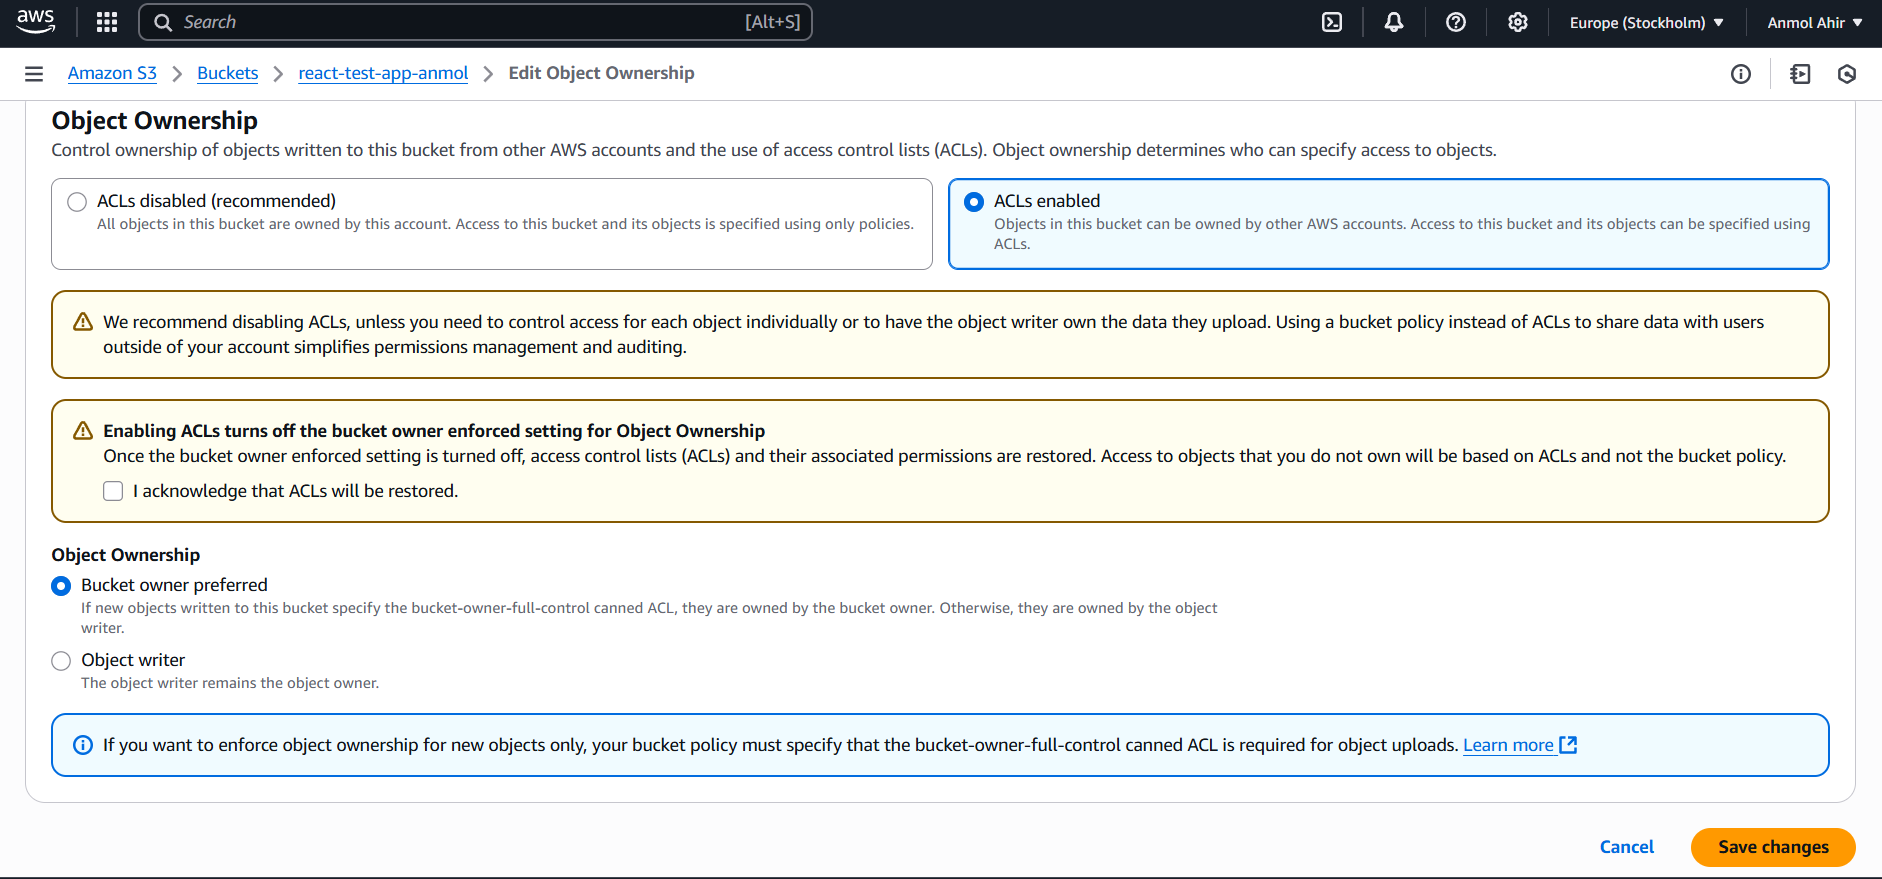 aws
Search
[Alt+S]
Europe (Stockholm)
Anmol Ahir
Amazon S3 > Buckets > react-test-app-anmol > Edit Object Ownership
Object Ownership
Control ownership of objects written to this bucket from other AWS accounts and the use of access control lists (ACLs). Object ownership determines who can specify access to objects.
ACLs disabled (recommended)
All objects in this bucket are owned by this account. Access to this bucket and its objects is specified using only policies.
ACLs enabled
Objects in this bucket can be owned by other AWS accounts. Access to this bucket and its objects can be specified using
ACLs.
We recommend disabling ACLs, unless you need to control access for each object individually or to have the object writer own the data they upload. Using a bucket policy instead of ACLs to share data with users
outside of your account simplifies permissions management and auditing.
Enabling ACLs turns off the bucket owner enforced setting for Object Ownership
Once the bucket owner enforced setting is turned off, access control lists (ACLs) and their associated permissions are restored. Access to objects that you do not own will be based on ACLs and not the bucket policy.
I acknowledge that ACLs will be restored.
Object Ownership
Bucket owner preferred
If new objects written to this bucket specify the bucket-owner-full-control canned ACL, they are owned by the bucket owner. Otherwise, they are owned by the object
writer.
Object writer
The object writer remains the object owner.
If you want to enforce object ownership for new objects only, your bucket policy must specify that the bucket-owner-full-control canned ACL is required for object uploads. Learn more
Cancel
Save changes